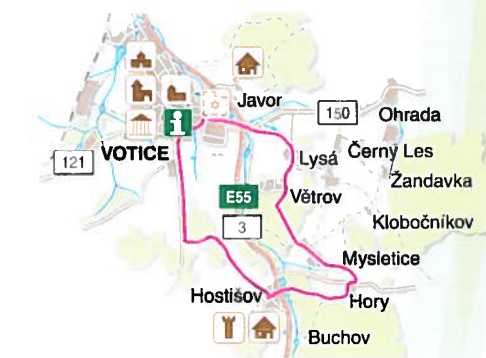 Javor
150
Ohrada
i
VOTICE
121
Lysá
Černý Les
Žandavka
E55
Větrov
3
Klobočníkov
Mysletice
Hostišov
Hory
Buchov